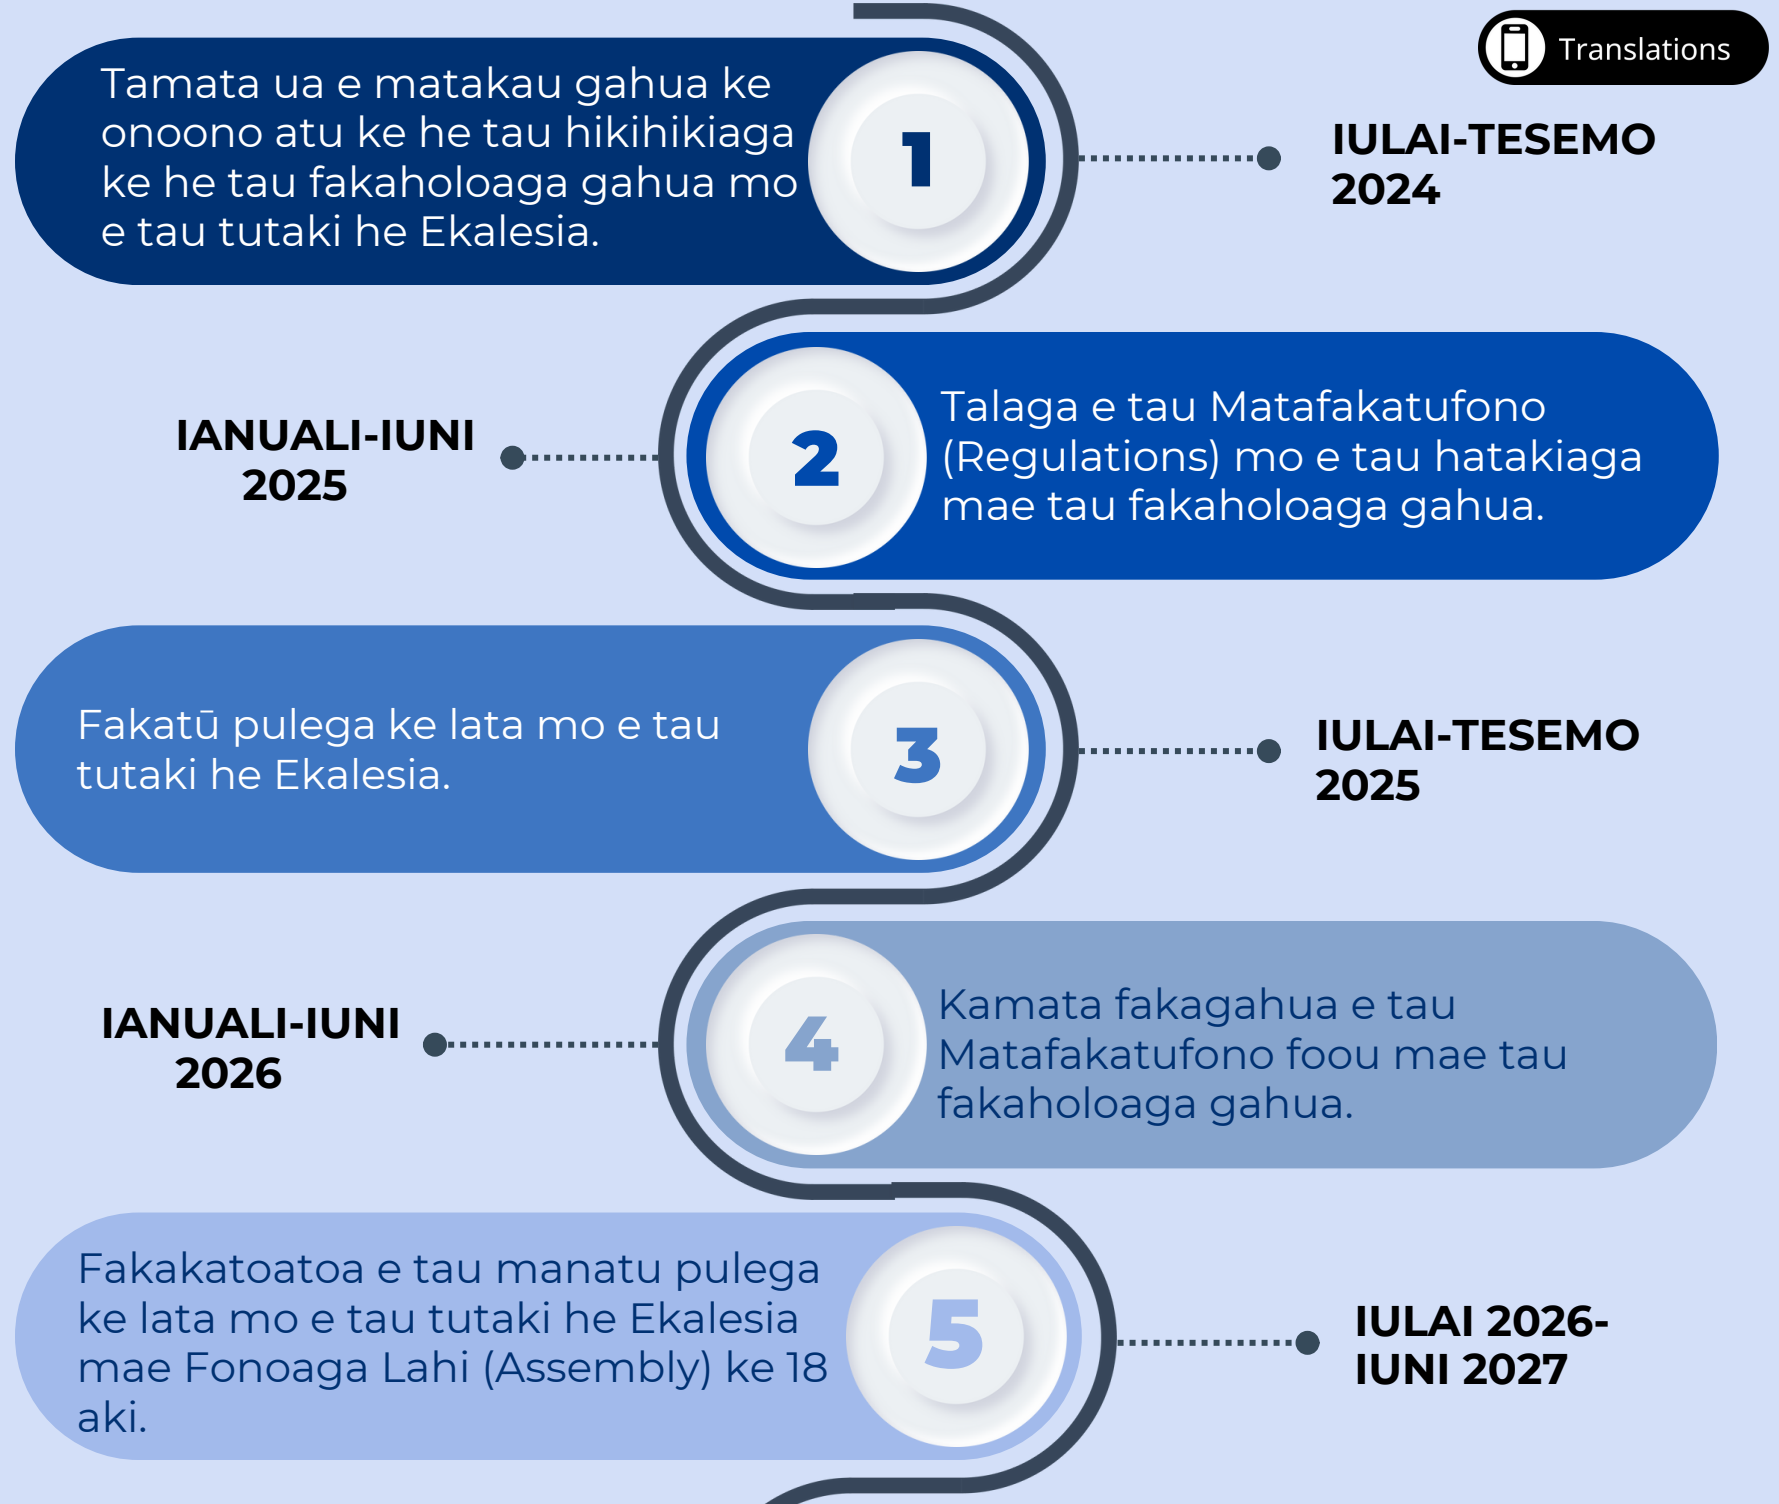 Translations
Tamata ua e matakau gahua ke
onoono atu ke he tau hikihikiaga
ke he tau fakaholoaga gahua mo
e tau tutaki he Ekalesia.
1
IULAI-TESEMO
2024
IANUALI-IUNI
2025
2
Talaga e tau Matafakatufono
(Regulations) mo e tau hatakiaga
mae tau fakaholoaga gahua.
Fakatū pulega ke lata mo e tau
tutaki he Ekalesia.
3
IULAI-TESEMO
2025
IANUALI-IUNI
2026
4
Kamata fakagahua e tau
Matafakatufono foou mae tau
fakaholoaga gahua.
Fakakatoatoa e tau manatu pulega
ke lata mo e tau tutaki he Ekalesia
mae Fonoaga Lahi (Assembly) ke 18
aki.
5
IULAI 2026-
IUNI 2027